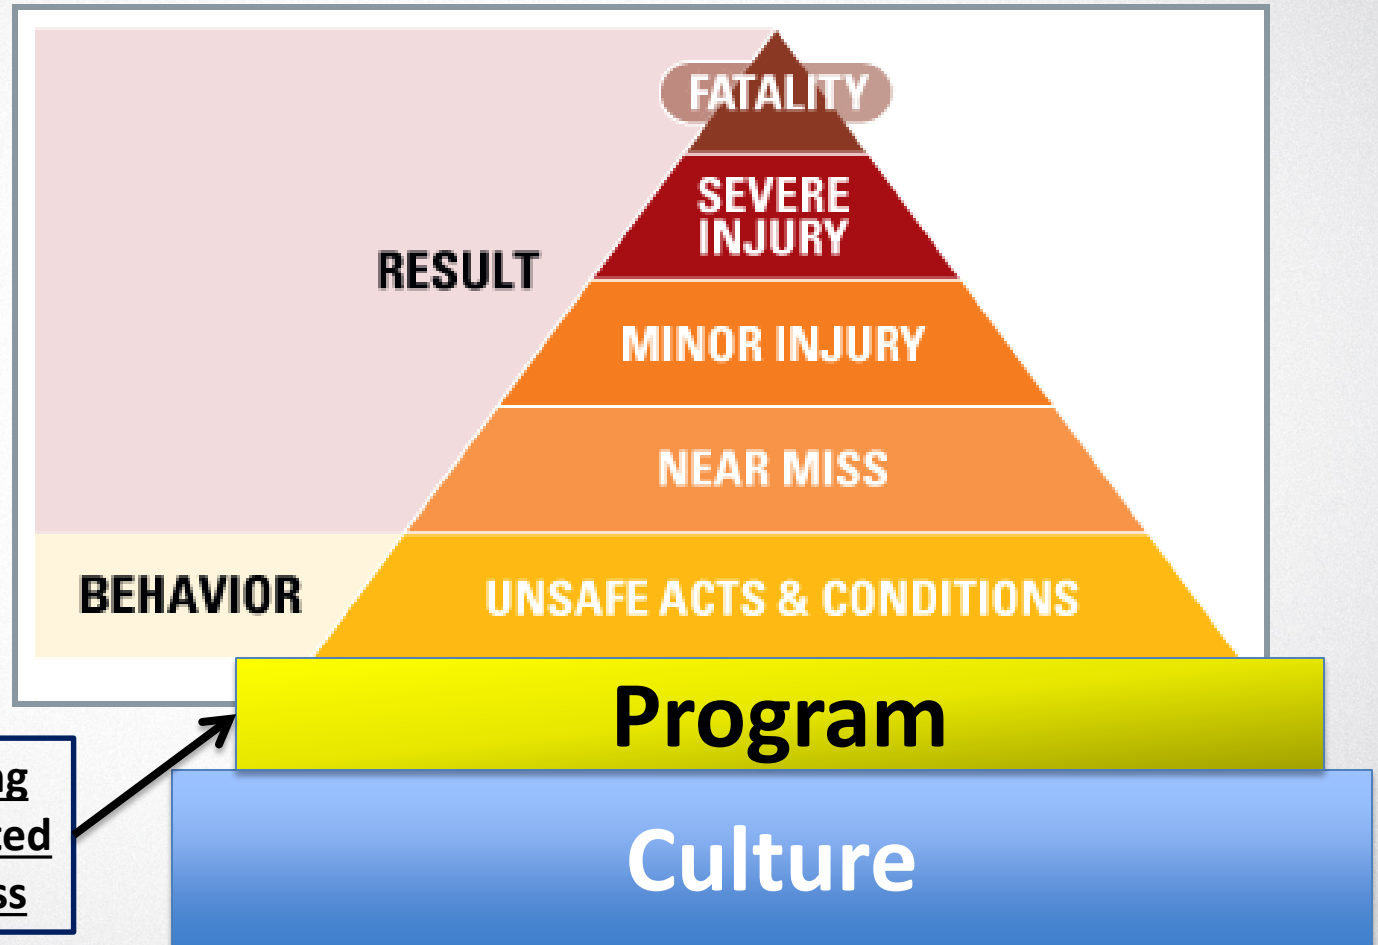 FATALITY
SEVERE
INJURY
RESULT
MINOR INJURY
NEAR MISS
BEHAVIOR
UNSAFE ACTS & CONDITIONS
Program
Culture